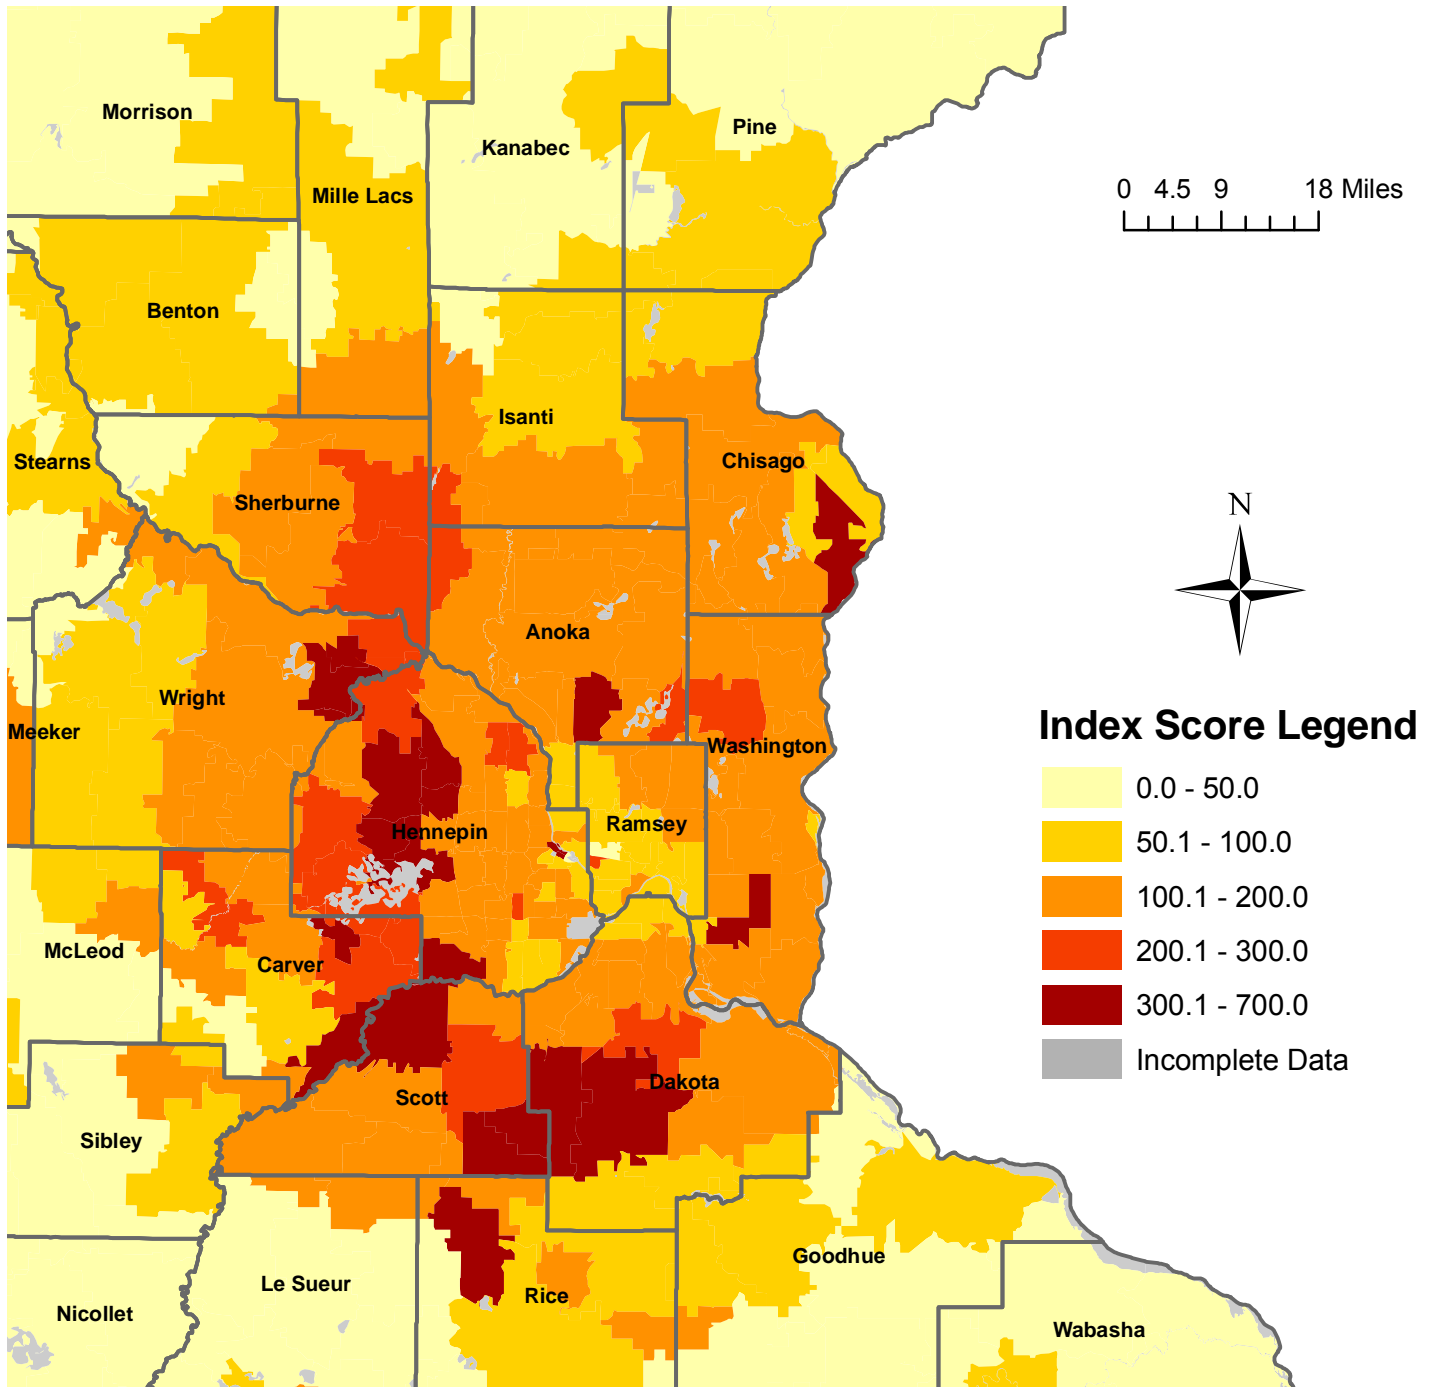 Morrison
Kanabec
Pine
Mille Lacs
0 4.5 9 18 Miles
Benton
Isanti
Stearns
Chisago
Sherburne
N
Anoka
Wright
Meeker
Washington
Index Score Legend
0.0 - 50.0
50.1 - 100.0
100.1 - 200.0
200.1 - 300.0
300.1 - 700.0
Incomplete Data
Hennepin
Ramsey
McLeod
Carver
Dakota
Scott
Sibley
Goodhue
Le Sueur
Rice
Nicollet
Wabasha